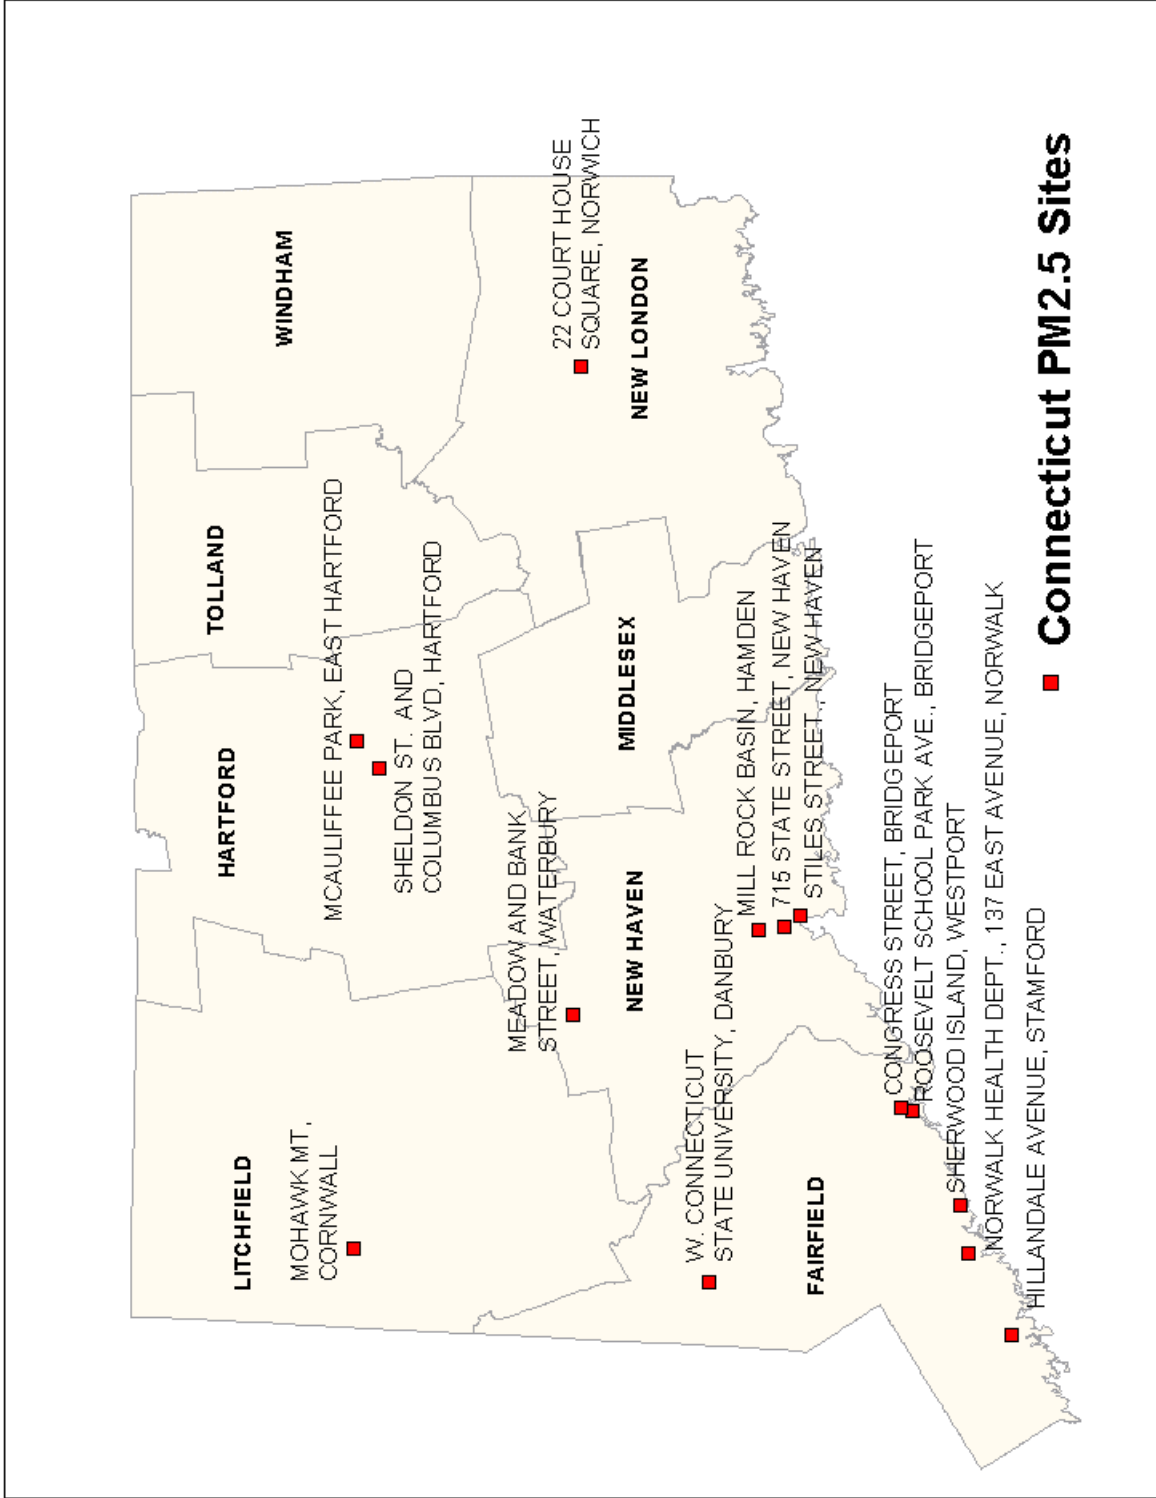 LITCHFIELD
MOHAWK MT,
CORNWALL
HARTFORD
MCAULIFFEE PARK, EAST HARTFORD
SHELDON ST. AND
COLUMBUS BLVD, HARTFORD
TOLLAND
WINDHAM
MEADOW AND BANK
STREET, WATERBURY
NEW HAVEN
MIDDLESEX
22 COURT HOUSE
SQUARE, NORWICH
NEW LONDON
W. CONNECTICUT
STATE UNIVERSITY, DANBURY
FAIRFIELD
MILL ROCK BASIN, HAMDEN
715 STATE STREET, NEW HAVEN
STILES STREET., NEW HAVEN
CONGRESS STREET, BRIDGEPORT
ROOSEVELT SCHOOL PARK AVE., BRIDGEPORT
SHERWOOD ISLAND, WESTPORT
NORWALK HEALTH DEPT., 137 EAST AVENUE, NORWALK
HILLANDALE AVENUE, STAMFORD
Connecticut PM2.5 Sites